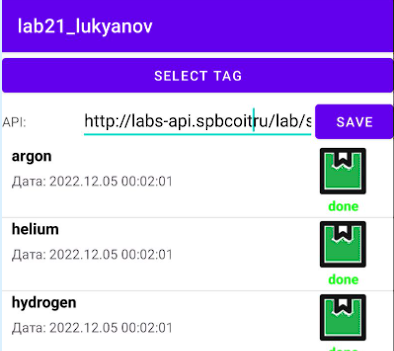 lab21_lukyanov
SELECT TAG
API: http://labs-api.spbcoitru/lab/s SAVE
argon
Дата: 2022.12.05 00:02:01
done
helium
Дата: 2022.12.05 00:02:01
done
hydrogen
Дата: 2022.12.05 00:02:01
done